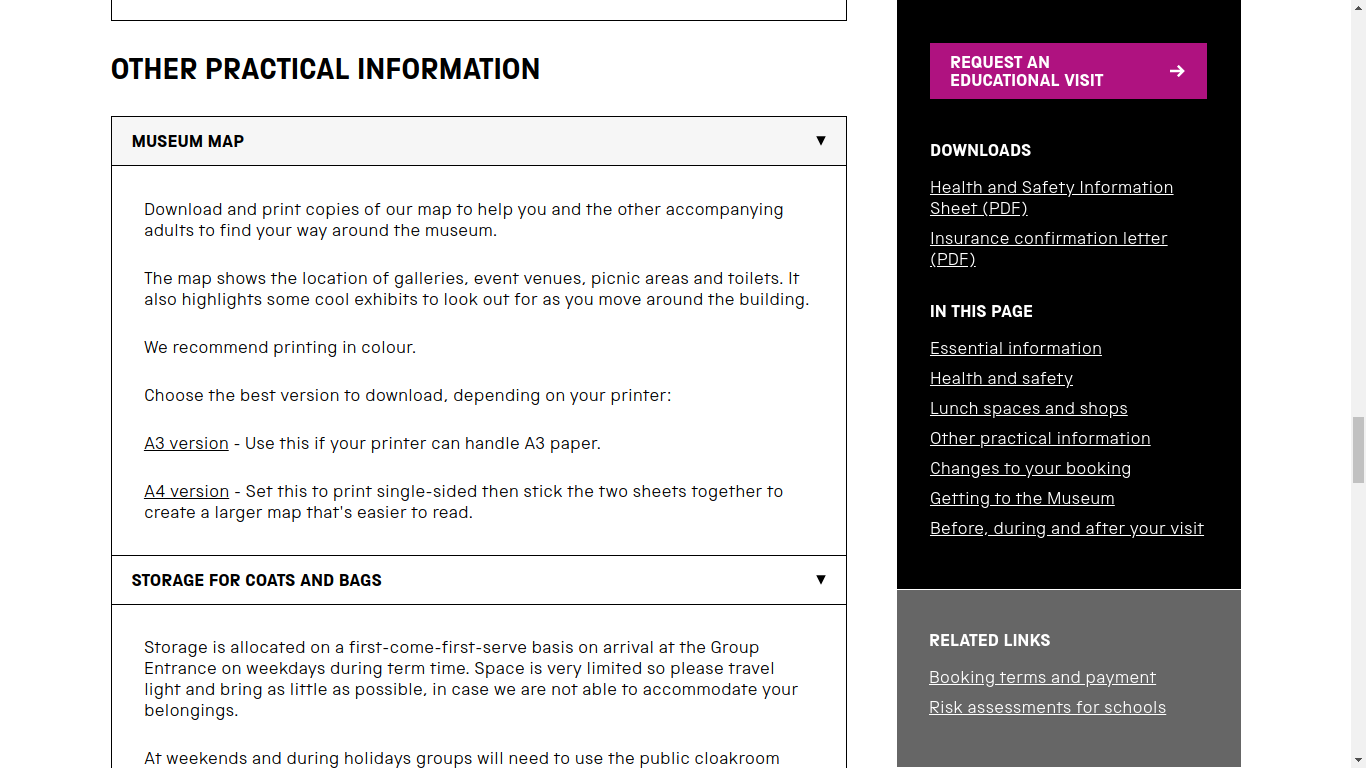 OTHER PRACTICAL INFORMATION
MUSEUM MAP ▼
Download and print copies of our map to help you and the other accompanying
adults to find your way around the museum.
The map shows the location of galleries, event venues, picnic areas and toilets. It
also highlights some cool exhibits to look out for as you move around the building.
We recommend printing in colour.
Choose the best version to download, depending on your printer:
A3 version - Use this if your printer can handle A3 paper.
A4 version - Set this to print single-sided then stick the two sheets together to
create a larger map that's easier to read.
STORAGE FOR COATS AND BAGS ▼
Storage is allocated on a first-come-first-serve basis on arrival at the Group
Entrance on weekdays during term time. Space is very limited so please travel
light and bring as little as possible, in case we are not able to accommodate your
belongings.
At weekends and during holidays groups will need to use the public cloakroom
REQUEST AN
EDUCATIONAL VISIT →
DOWNLOADS
Health and Safety Information
Sheet (PDF)
Insurance confirmation letter
(PDF)
IN THIS PAGE
Essential information
Health and safety
Lunch spaces and shops
Other practical information
Changes to your booking
Getting to the Museum
Before, during and after your visit
RELATED LINKS
Booking terms and payment
Risk assessments for schools